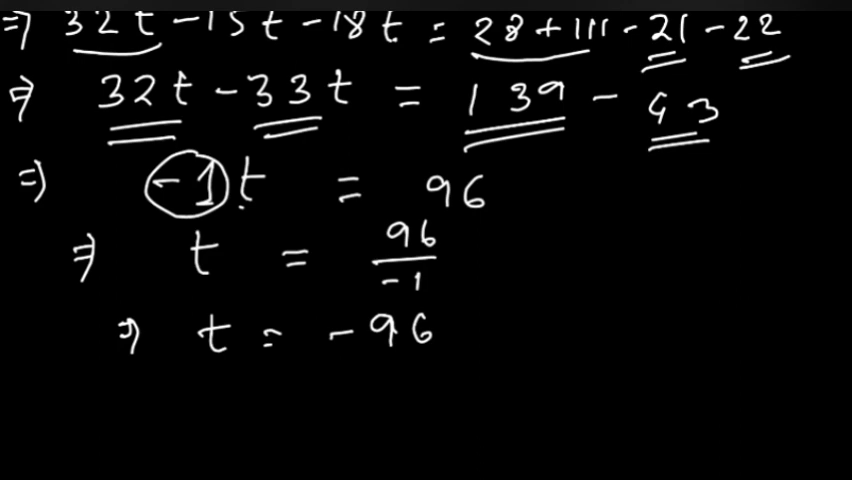 ⇒ 32t - 15t - 18t = 28 + 111 - 21 - 22
⇒ 32t - 33t = 139 - 43
⇒ -1t = 96
⇒ t = 96/-1
⇒ t = -96